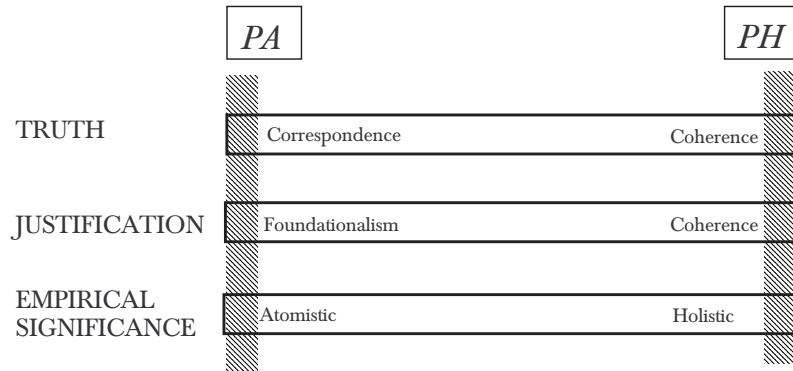 PA PH
TRUTH Correspondence Coherence
JUSTIFICATION Foundationalism Coherence
EMPIRICAL
SIGNIFICANCE Atomistic Holistic